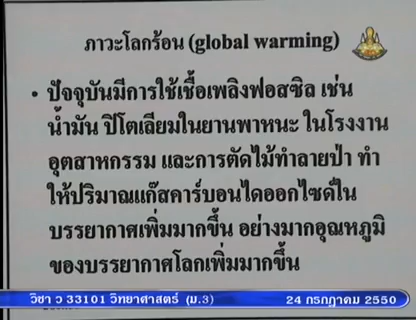 ภาวะโลกร้อน (global warming)
• ปัจจุบันมีการใช้เชื้อเพลิงฟอสซิล เช่น
น้ำมัน ปิโตเลียมในยานพาหนะ ในโรงงาน
อุตสาหกรรม และการตัดไม้ทำลายป่า ทำ
ให้ปริมาณแก๊สคาร์บอนไดออกไซด์ใน
บรรยากาศเพิ่มมากขึ้น อย่างมากอุณหภูมิ
ของบรรยากาศโลกเพิ่มมากขึ้น
วิชา ว 33101 วิทยาศาสตร์ (ม.3) 24 กรกฎาคม 2550